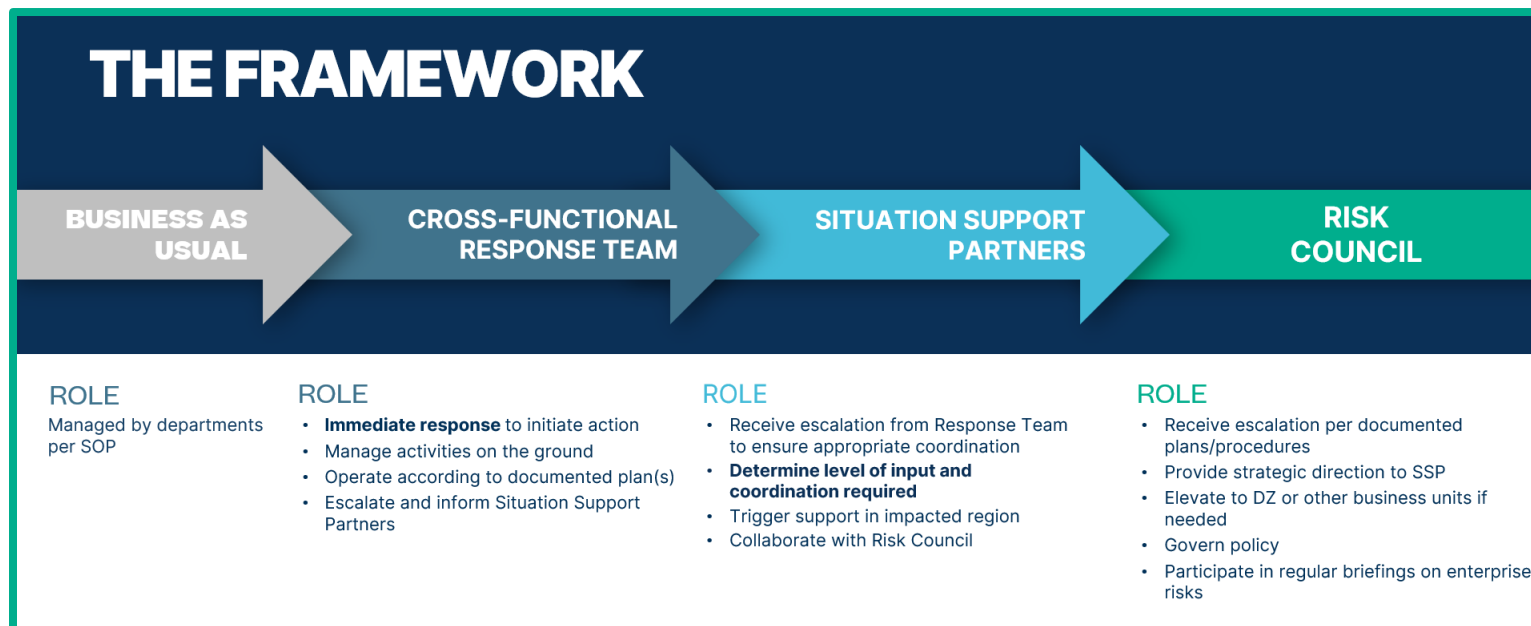 THE FRAMEWORK
BUSINESS AS
USUAL
CROSS-FUNCTIONAL
RESPONSE TEAM
SITUATION SUPPORT
PARTNERS
RISK
COUNCIL
ROLE
Managed by departments
per SOP
ROLE
• Immediate response to initiate action
• Manage activities on the ground
• Operate according to documented plan(s)
• Escalate and inform Situation Support
Partners
ROLE
• Receive escalation from Response Team
to ensure appropriate coordination
• Determine level of input and
coordination required
• Trigger support in impacted region
• Collaborate with Risk Council
ROLE
• Receive escalation per documented
plans/procedures
• Provide strategic direction to SSP
• Elevate to DZ or other business units if
needed
• Govern policy
• Participate in regular briefings on enterprise
risks